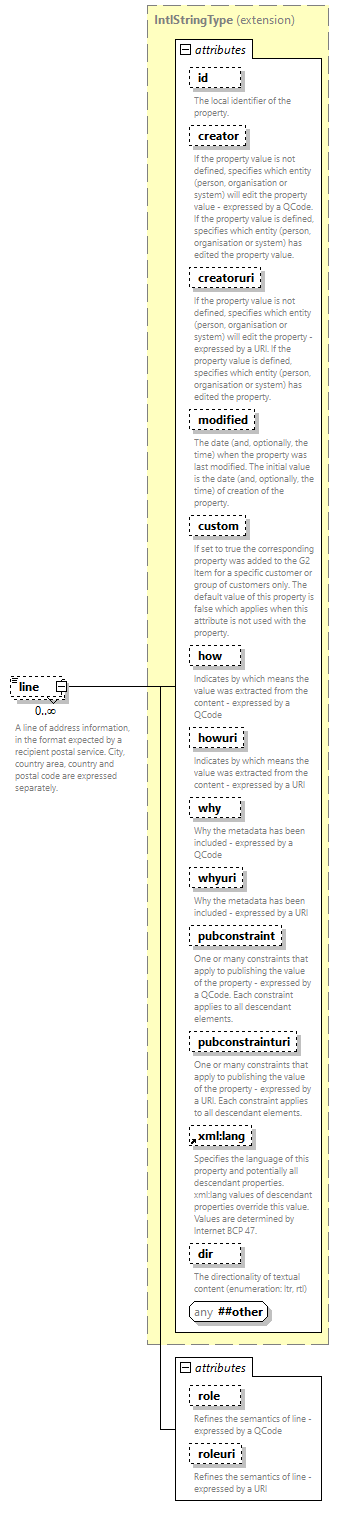 IntlStringType (extension)
attributes
id
The local identifier of the
property.
creator
If the property value is not
defined, specifies which entity
(person, organisation or
system) will edit the property
value - expressed by a QCode.
If the property value is defined,
specifies which entity (person,
organisation or system) has
edited the property value.
creatoruri
If the property value is not
defined, specifies which entity
(person, organisation or
system) will edit the property -
expressed by a URI. If the
property value is defined,
specifies which entity (person,
organisation or system) has
edited the property.
modified
The date (and, optionally, the
time) when the property was
last modified. The initial value
is the date (and, optionally, the
time) of creation of the
property.
custom
If set to true the corresponding
property was added to the G2
Item for a specific customer or
group of customers only. The
default value of this property is
false which applies when this
attribute is not used with the
property.
how
Indicates by which means the
value was extracted from the
content - expressed by a
QCode
howuri
Indicates by which means the
value was extracted from the
content - expressed by a URI
why
Why the metadata has been
included - expressed by a
QCode
whyuri
Why the metadata has been
included - expressed by a URI
pubconstraint
One or many constraints that
apply to publishing the value
of the property - expressed by
a QCode. Each constraint
applies to all descendant
elements.
pubconstrainturi
One or many constraints that
apply to publishing the value
of the property - expressed by
a URI. Each constraint applies
to all descendant elements.
xml:lang
Specifies the language of this
property and potentially all
descendant properties.
xml:lang values of descendant
properties override this value.
Values are determined by
Internet BCP 47.
dir
The directionality of textual
content (enumeration: ltr, rtl)
any ##other
line
0..∞
A line of address information,
in the format expected by a
recipient postal service. City,
country area, country and
postal code are expressed
separately.
attributes
role
Refines the semantics of line -
expressed by a QCode
roleuri
Refines the semantics of line -
expressed by a URI